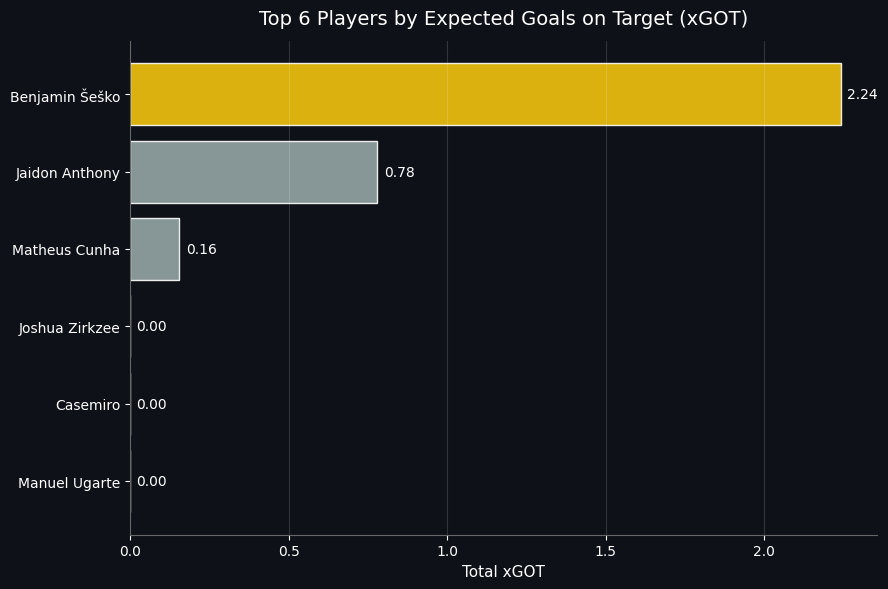 Top 6 Players by Expected Goals on Target (xGOT)
Benjamin Šeško 2.24
Jaidon Anthony 0.78
Matheus Cunha 0.16
Joshua Zirkzee 0.00
Casemiro 0.00
Manuel Ugarte 0.00
0.0 0.5 1.0 1.5 2.0
Total xGOT